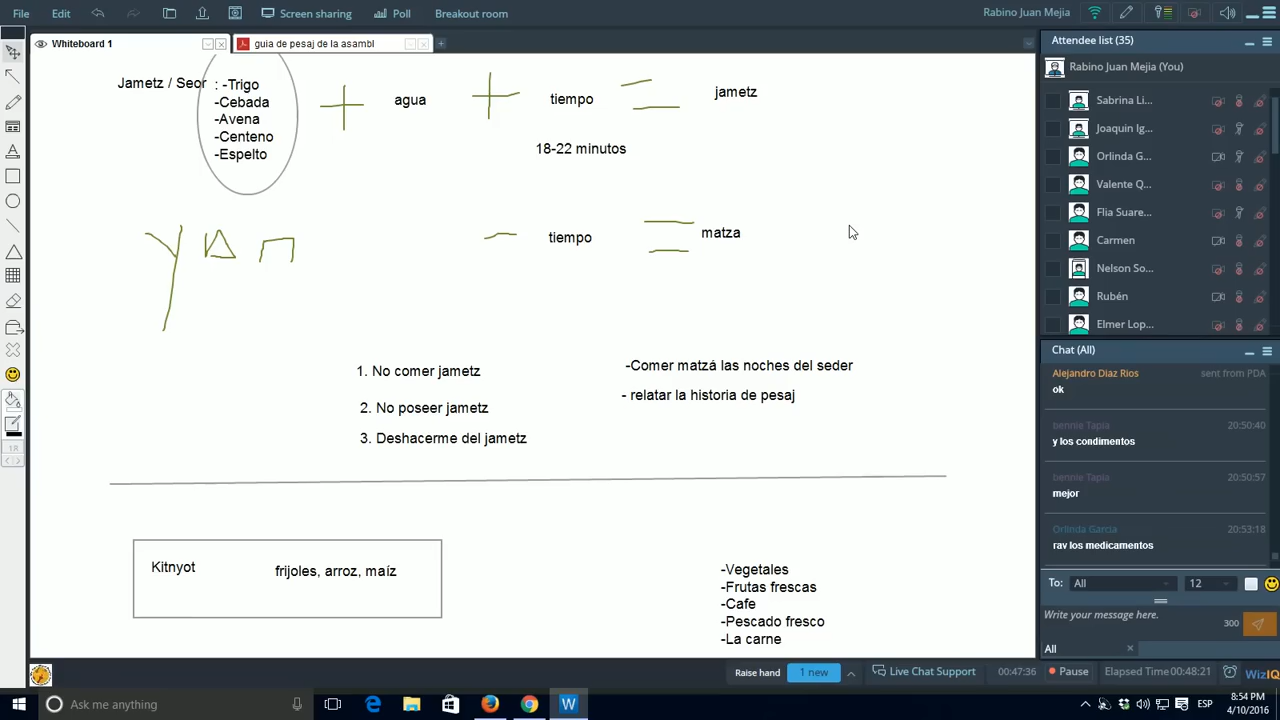 File
Edit
Screen sharing
Poll
Breakout room
Rabino Juan Mejia
Whiteboard 1
guia de pesaj de la asambl
Jametz / Seor : -Trigo
-Cebada
-Avena
-Centeno
-Espelto
agua
tiempo
jametz
18-22 minutos
חמץ
tiempo
matza
1. No comer jametz
2. No poseer jametz
3. Deshacerme del jametz
-Comer matzá las noches del seder
- relatar la historia de pesaj
Kitnyot
frijoles, arroz, maíz
-Vegetales
-Frutas frescas
-Cafe
-Pescado fresco
-La carne
Attendee list (35)
Rabino Juan Mejia (You)
Sabrina Li...
Joaquin Ig...
Orlinda G...
Valente Q...
Flia Suare...
Carmen
Nelson So...
Rubén
Elmer Lop...
Chat (All)
Alejandro Diaz Rios sent from PDA
ok
bennie Tapia 20:50:40
y los condimentos
bennie Tapia 20:50:57
mejor
Orlinda Garcia 20:53:18
rav los medicamentos
To: All 12
Write your message here.
300
All
Raise hand
1 new
Live Chat Support
00:47:36
Pause
Elapsed Time 00:48:21
WizIQ
Ask me anything
ESP
8:54 PM
4/10/2016